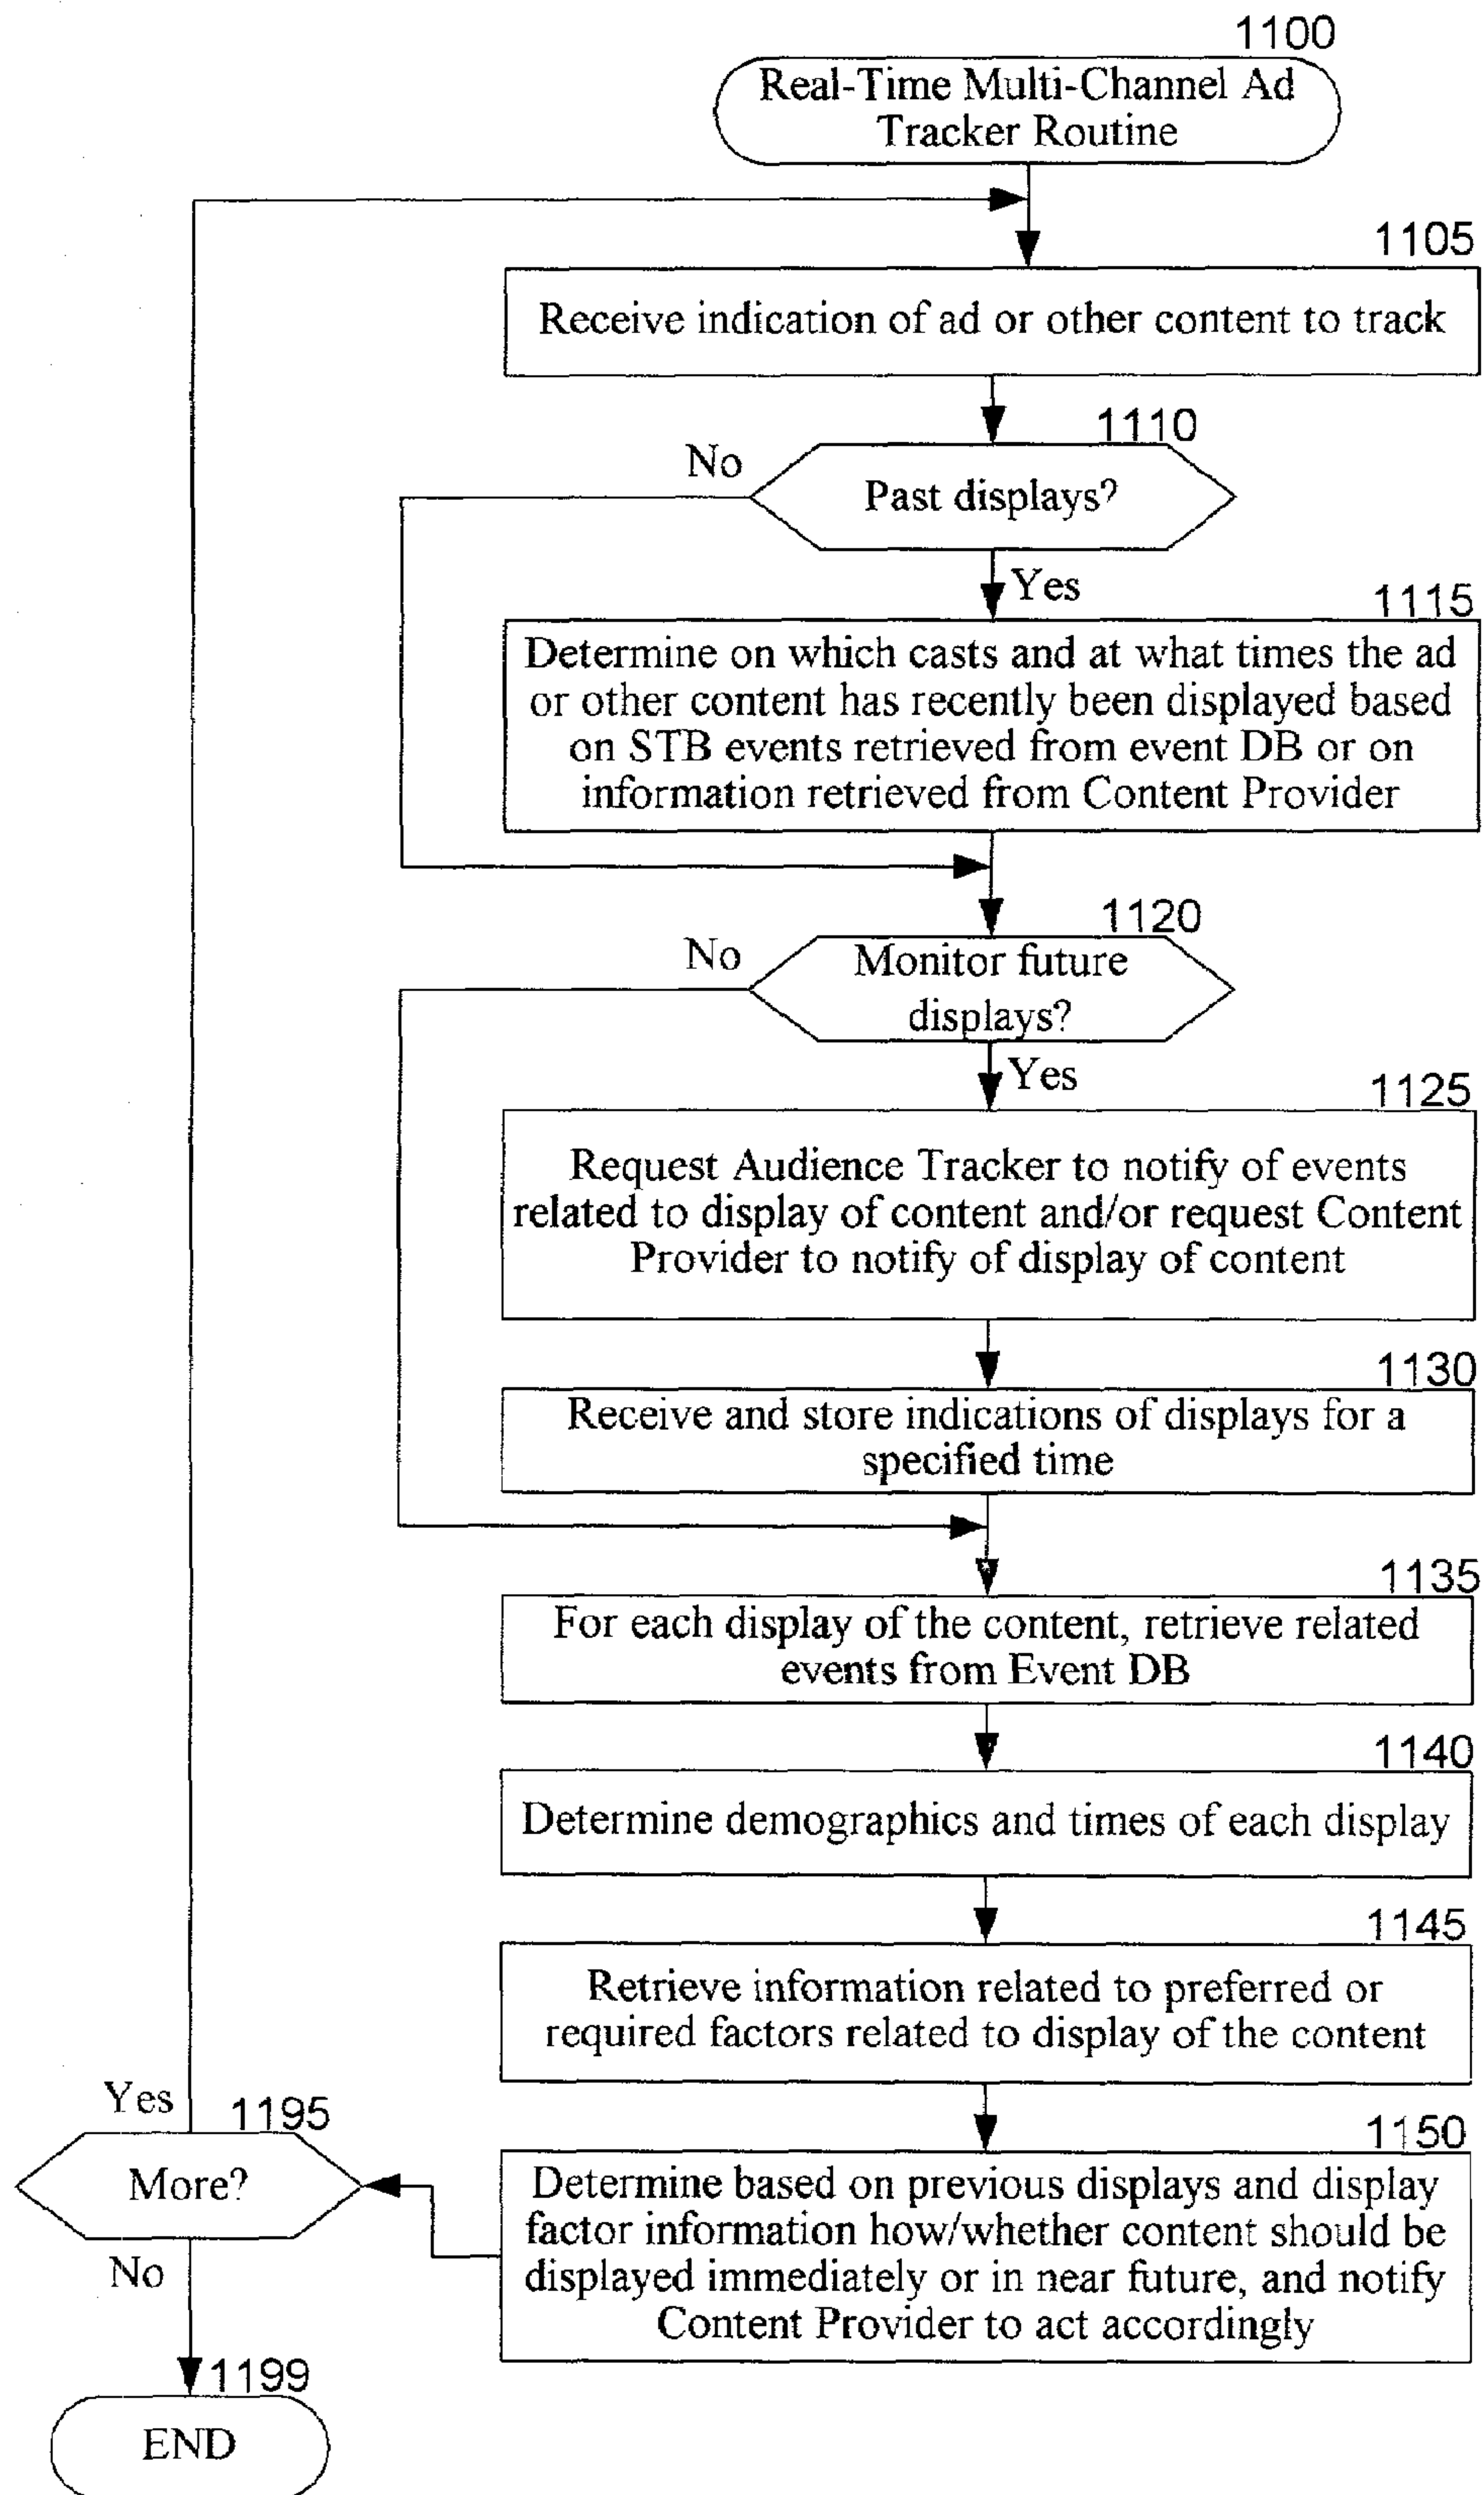 1100
Real-Time Multi-Channel Ad
Tracker Routine
1105
Receive indication of ad or other content to track
1110
No
Past displays?
Yes
1115
Determine on which casts and at what times the ad
or other content has recently been displayed based
on STB events retrieved from event DB or on
information retrieved from Content Provider
1120
No
Monitor future
displays?
Yes
1125
Request Audience Tracker to notify of events
related to display of content and/or request Content
Provider to notify of display of content
1130
Receive and store indications of displays for a
specified time
1135
For each display of the content, retrieve related
events from Event DB
1140
Determine demographics and times of each display
1145
Retrieve information related to preferred or
required factors related to display of the content
Yes
1195
More?
No
1150
Determine based on previous displays and display
factor information how/whether content should be
displayed immediately or in near future, and notify
Content Provider to act accordingly
1199
END